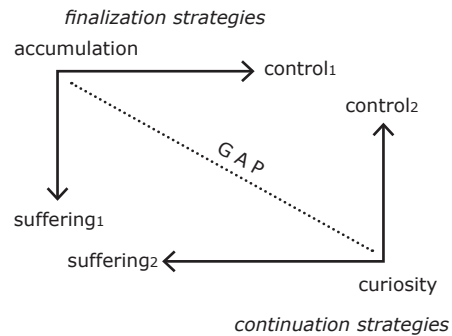 finalization strategies
accumulation
control1
control2
GAP
suffering1
suffering2
curiosity
continuation strategies